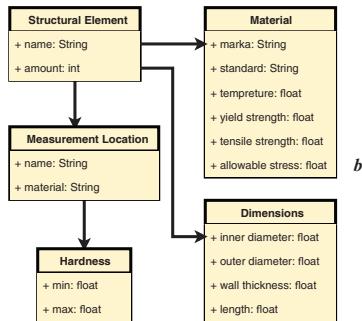 Structural Element
+ name: String
+ amount: int
Material
+ marka: String
+ standard: String
+ tempreture: float
+ yield strength: float
+ tensile strength: float
+ allowable stress: float
b
Measurement Location
+ name: String
+ material: String
Hardness
+ min: float
+ max: float
Dimensions
+ inner diameter: float
+ outer diameter: float
+ wall thickness: float
+ length: float